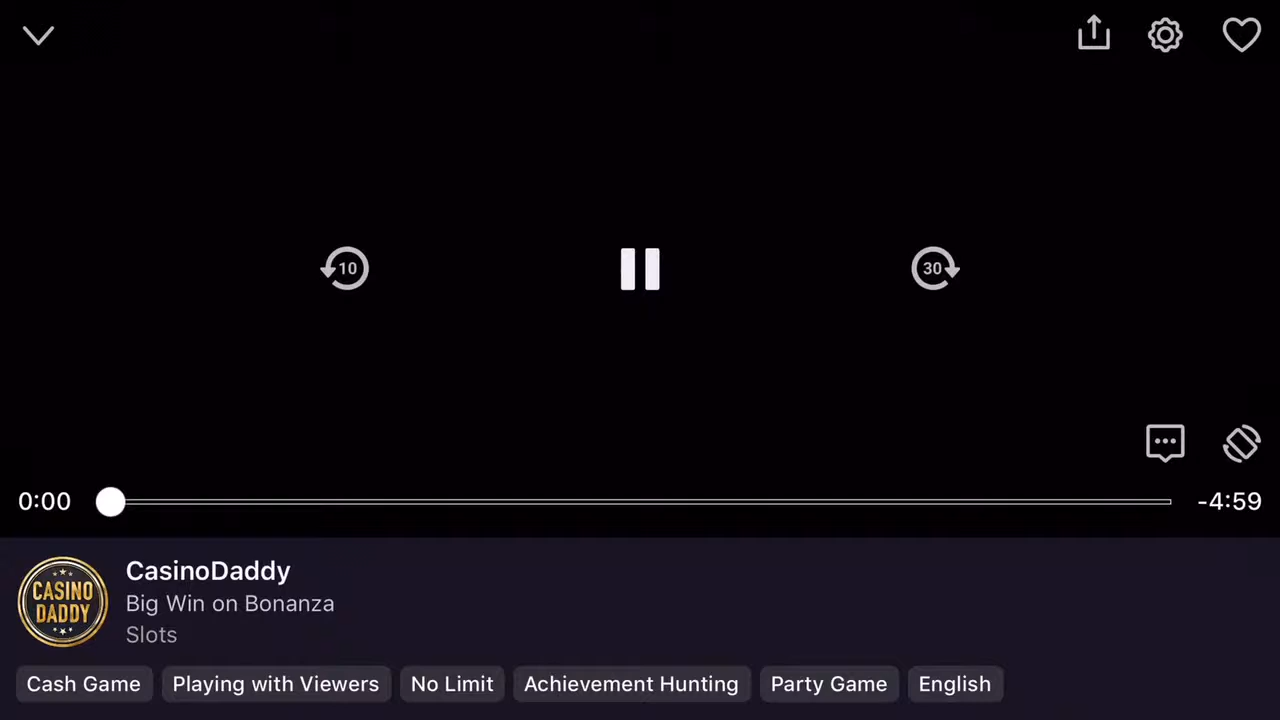 10
30
0:00
-4:59
CASINO
DADDY
CasinoDaddy
Big Win on Bonanza
Slots
Cash Game
Playing with Viewers
No Limit
Achievement Hunting
Party Game
English